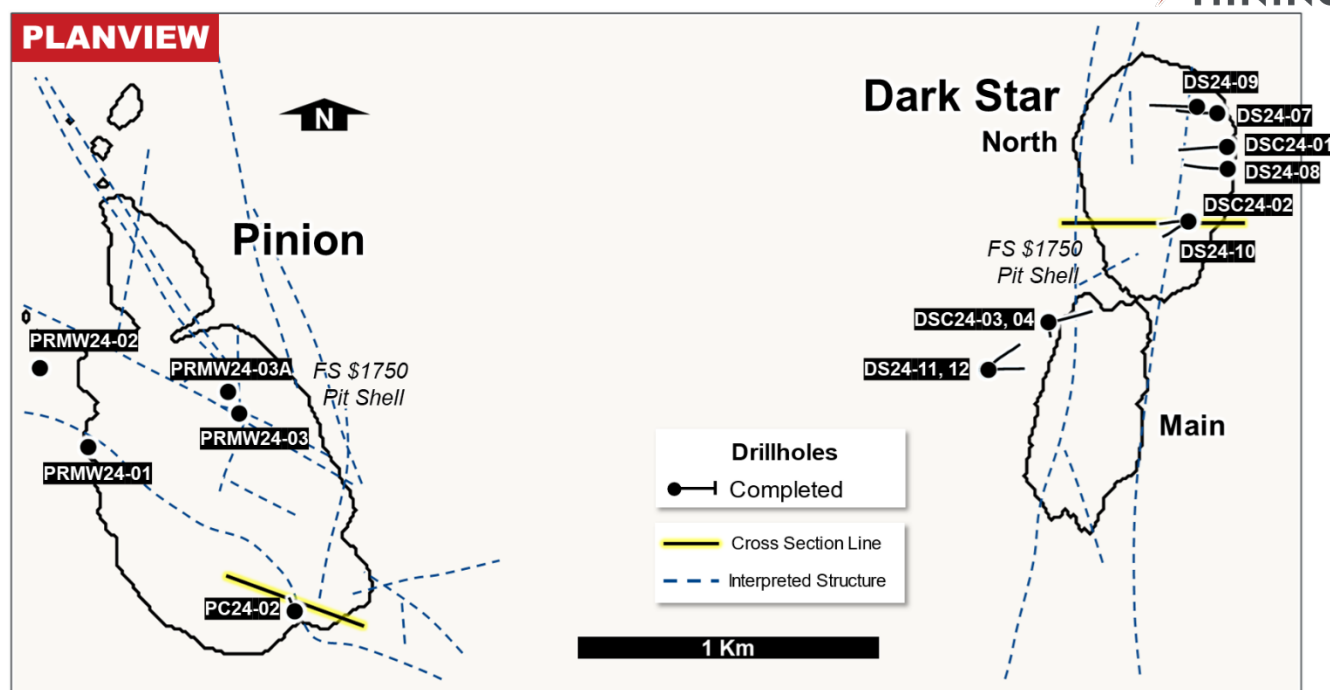 PLANVIEW
N
Pinion
FS $1750
Pit Shell
PRMW24-02
PRMW24-03A
PRMW24-03
PRMW24-01
PC24-02
Dark Star
North
DS24-09
DS24-07
DSC24-01
DS24-08
DSC24-02
DS24-10
FS $1750
Pit Shell
DSC24-03, 04
DS24-11, 12
Main
Drillholes
Completed
Cross Section Line
Interpreted Structure
1 Km